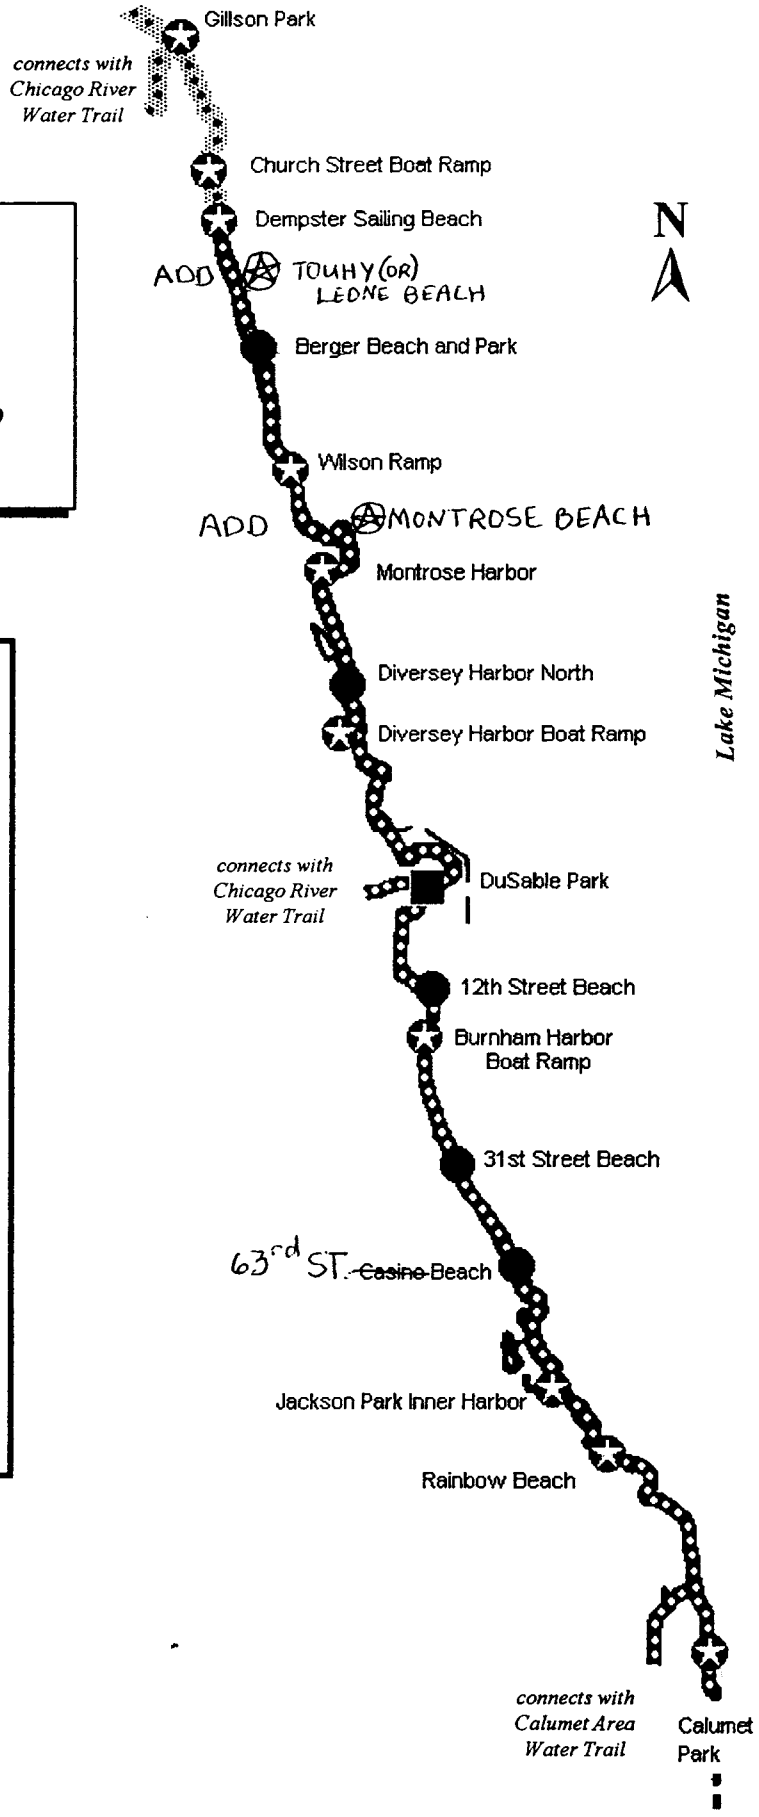 Gillson Park
connects with
Chicago River
Water Trail
Church Street Boat Ramp
N
Dempster Sailing Beach
ADD TOUHY (OR)
LEONE BEACH
Berger Beach and Park
Wilson Ramp
ADD MONTROSE BEACH
Montrose Harbor
Lake Michigan
Diversey Harbor North
Diversey Harbor Boat Ramp
connects with
Chicago River
Water Trail
DuSable Park
12th Street Beach
Burnham Harbor
Boat Ramp
31st Street Beach
63rd ST. Casino Beach
Jackson Park Inner Harbor
Rainbow Beach
connects with
Calumet Area
Water Trail
Calumet
Park